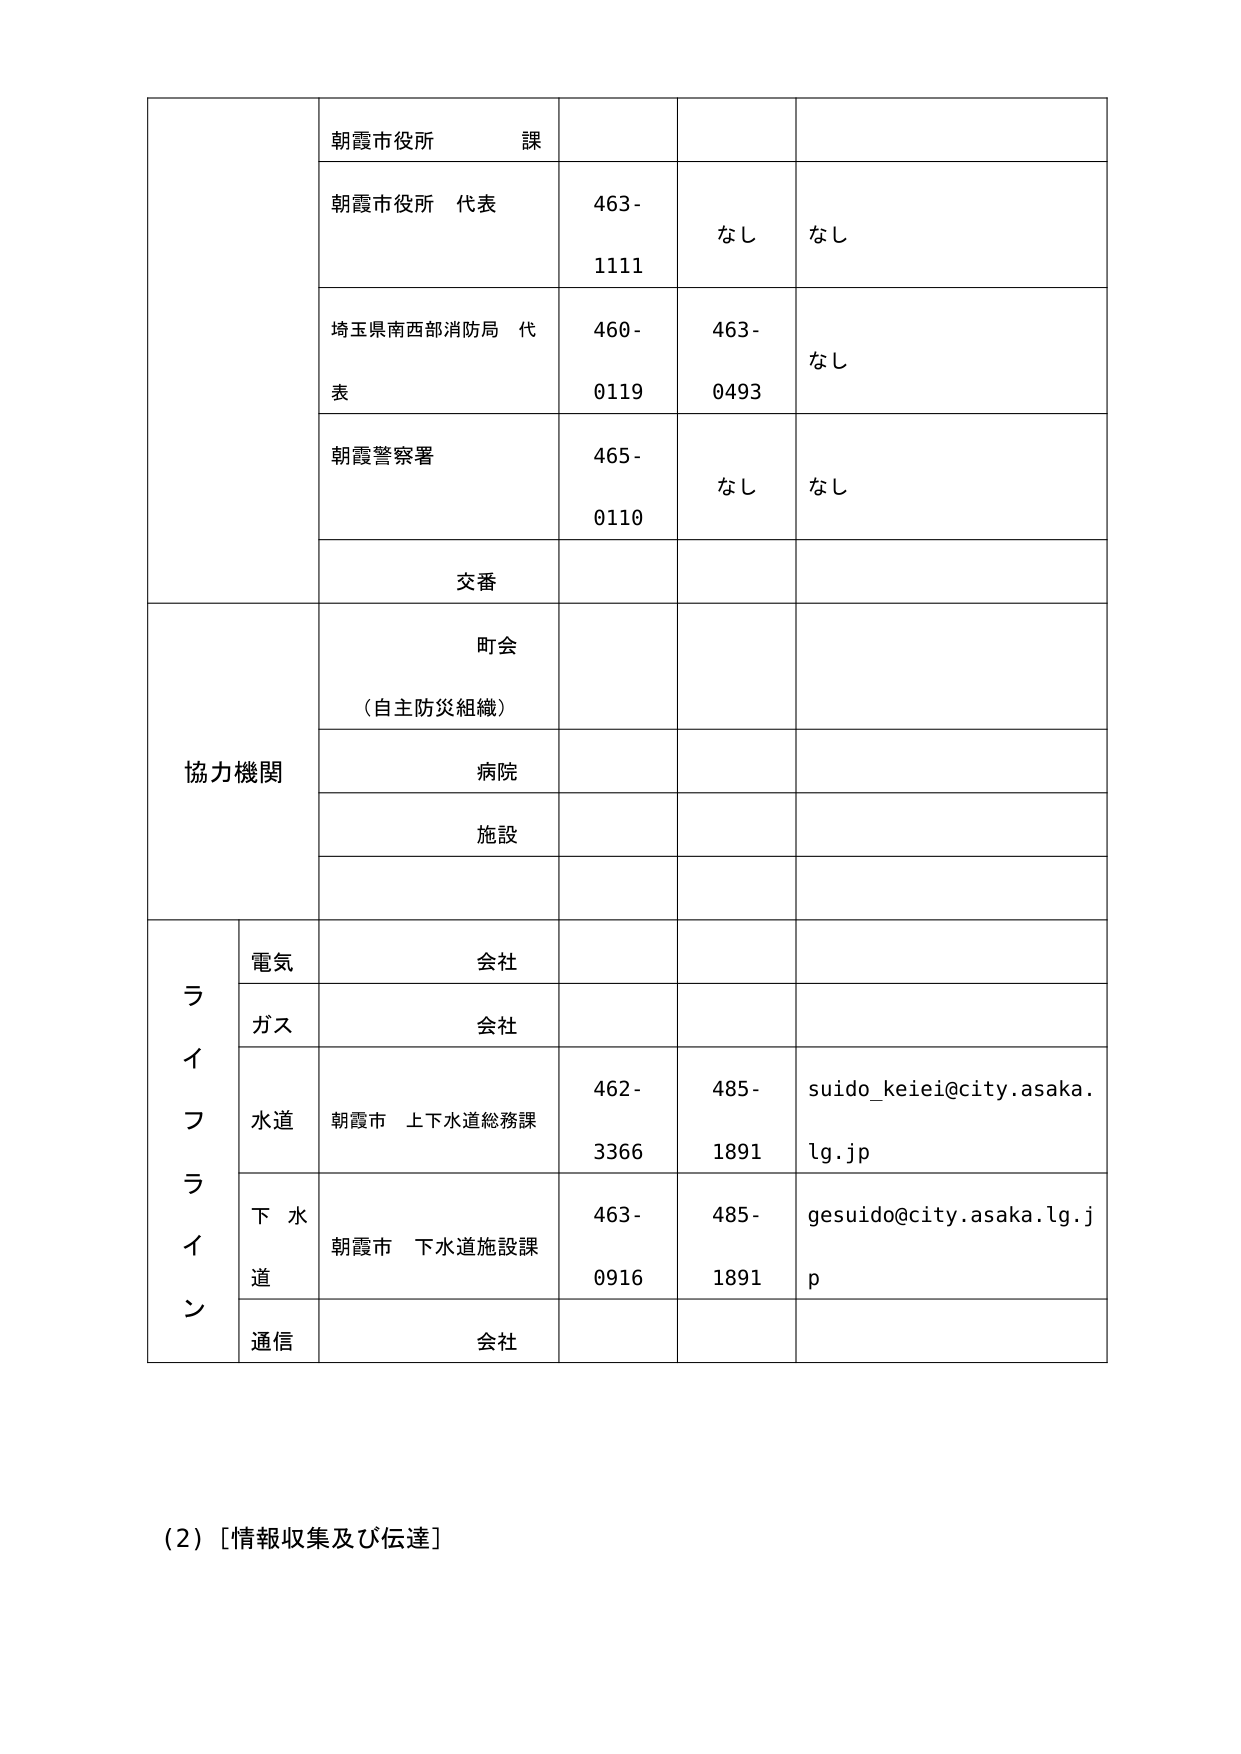 朝霞市役所　　　　課
朝霞市役所　代表
463-
1111
なし
なし
埼玉県南西部消防局　代
表
460-
0119
463-
0493
なし
朝霞警察署
465-
0110
なし
なし
交番
協力機関
町会
（自主防災組織）
病院
施設
ラ
イ
フ
ラ
イ
ン
電気
会社
ガス
会社
水道
朝霞市　上下水道総務課
462-
3366
485-
1891
suido_keiei@city.asaka.
lg.jp
下 水
道
朝霞市　下水道施設課
463-
0916
485-
1891
gesuido@city.asaka.lg.j
p
通信
会社
(2)［情報収集及び伝達］